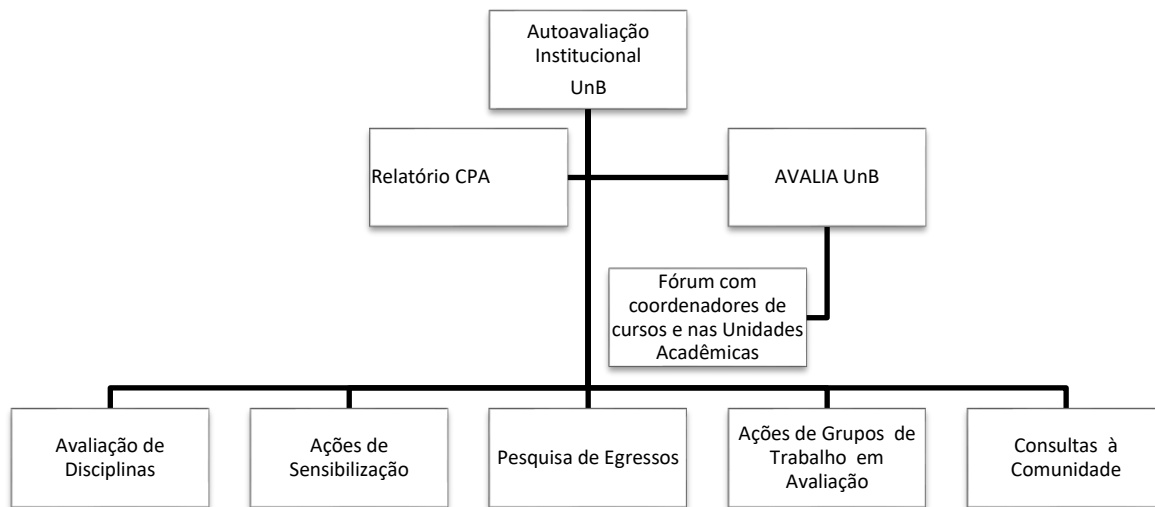 Autoavaliação
Institucional
UnB
Relatório CPA
AVALIA UnB
Fórum com
coordenadores de
cursos e nas Unidades
Acadêmicas
Avaliação de
Disciplinas
Ações de
Sensibilização
Pesquisa de Egressos
Ações de Grupos de
Trabalho em
Avaliação
Consultas à
Comunidade